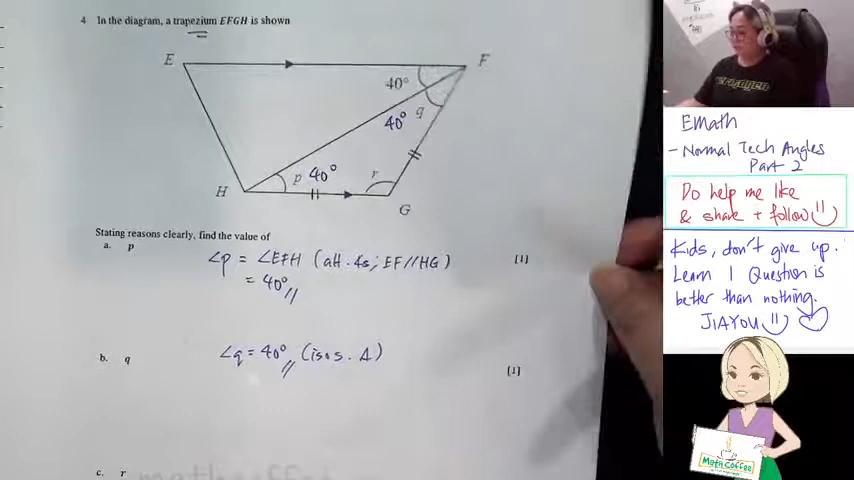 4 In the diagram, a trapezium EFGH is shown
E
F
40°
q
40°
p 40°
r
H
G
Stating reasons clearly, find the value of
a. p
∠p = ∠EFH (alt. ∠s; EF//HG)
[1]
= 40°//
b. q
∠q = 40°// (isos. Δ)
[1]
c. r
EMath
- Normal Tech Angles
Part 2
Do help me like
& share + follow
Kids, don't give up.
Learn 1 Question is
better than nothing.
JIAYOU
Math Coffee